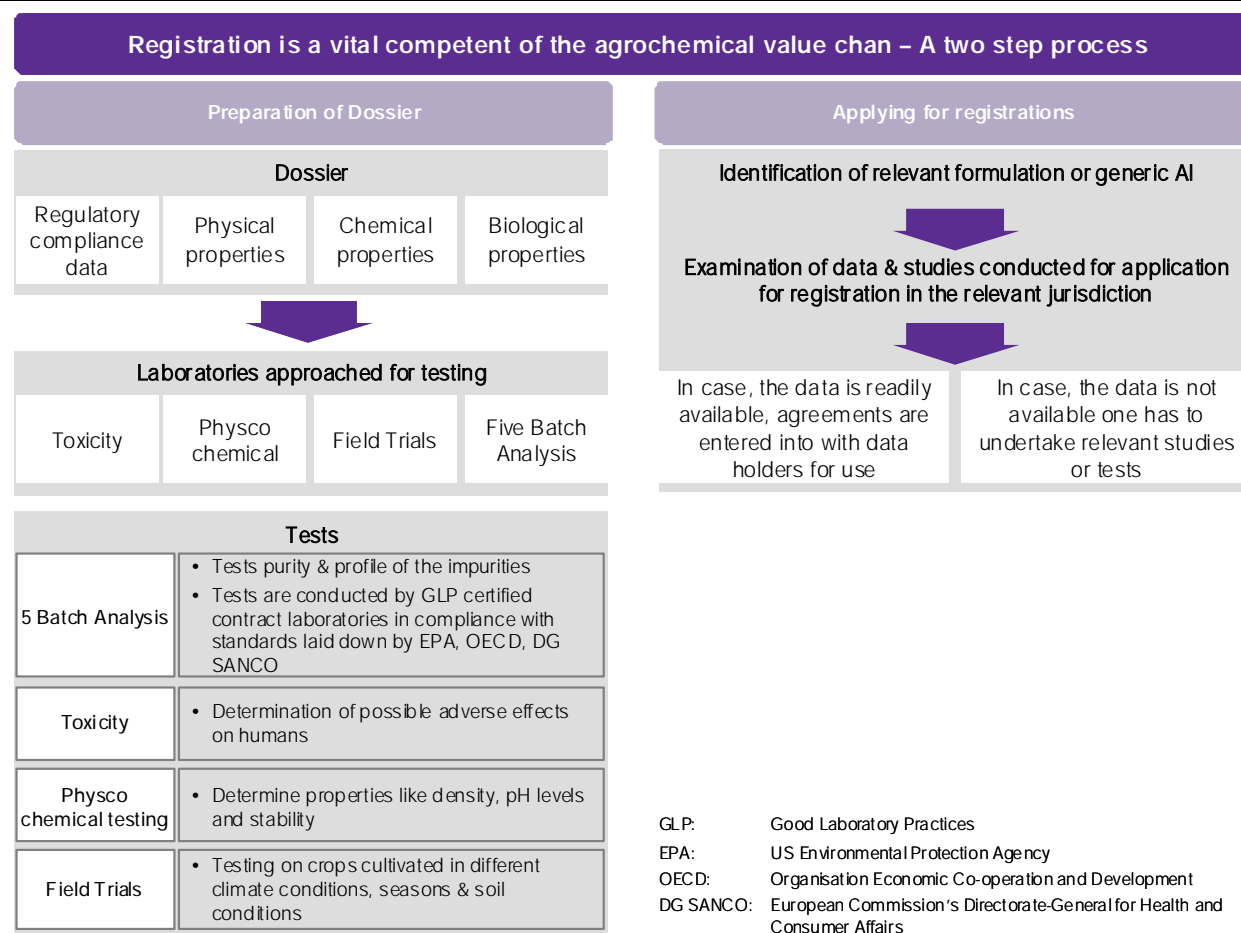 Registration is a vital competent of the agrochemical value chan – A two step process
Preparation of Dossier
Dossier
Regulatory
compliance
data
Physical
properties
Chemical
properties
Biological
properties
Laboratories approached for testing
Toxicity
Physco
chemical
Field Trials
Five Batch
Analysis
Tests
5 Batch Analysis
• Tests purity & profile of the impurities
• Tests are conducted by GLP certified
contract laboratories in compliance with
standards laid down by EPA, OECD, DG
SANCO
Toxicity
• Determination of possible adverse effects
on humans
Physco
chemical testing
• Determine properties like density, pH levels
and stability
Field Trials
• Testing on crops cultivated in different
climate conditions, seasons & soil
conditions
Applying for registrations
Identification of relevant formulation or generic AI
Examination of data & studies conducted for application
for registration in the relevant jurisdiction
In case, the data is readily
available, agreements are
entered into with data
holders for use
In case, the data is not
available one has to
undertake relevant studies
or tests
GLP: Good Laboratory Practices
EPA: US Environmental Protection Agency
OECD: Organisation Economic Co-operation and Development
DG SANCO: European Commission's Directorate-General for Health and
Consumer Affairs